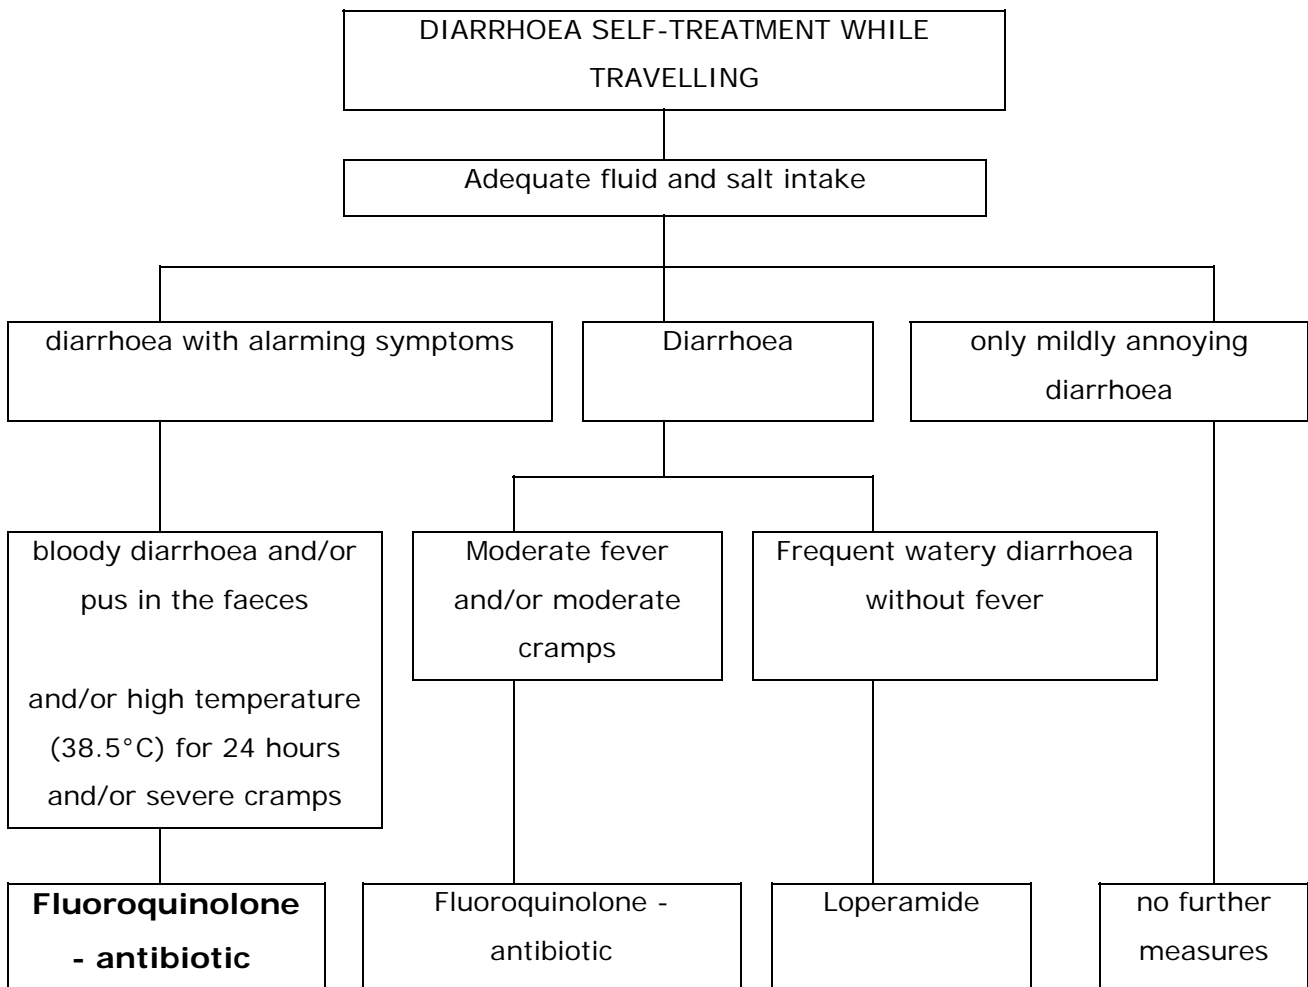 DIARRHOEA SELF-TREATMENT WHILE
TRAVELLING
Adequate fluid and salt intake
diarrhoea with alarming symptoms
Diarrhoea
only mildly annoying
diarrhoea
bloody diarrhoea and/or
pus in the faeces
and/or high temperature
(38.5°C) for 24 hours
and/or severe cramps
Moderate fever
and/or moderate
cramps
Frequent watery diarrhoea
without fever
Fluoroquinolone
- antibiotic
Fluoroquinolone -
antibiotic
Loperamide
no further
measures